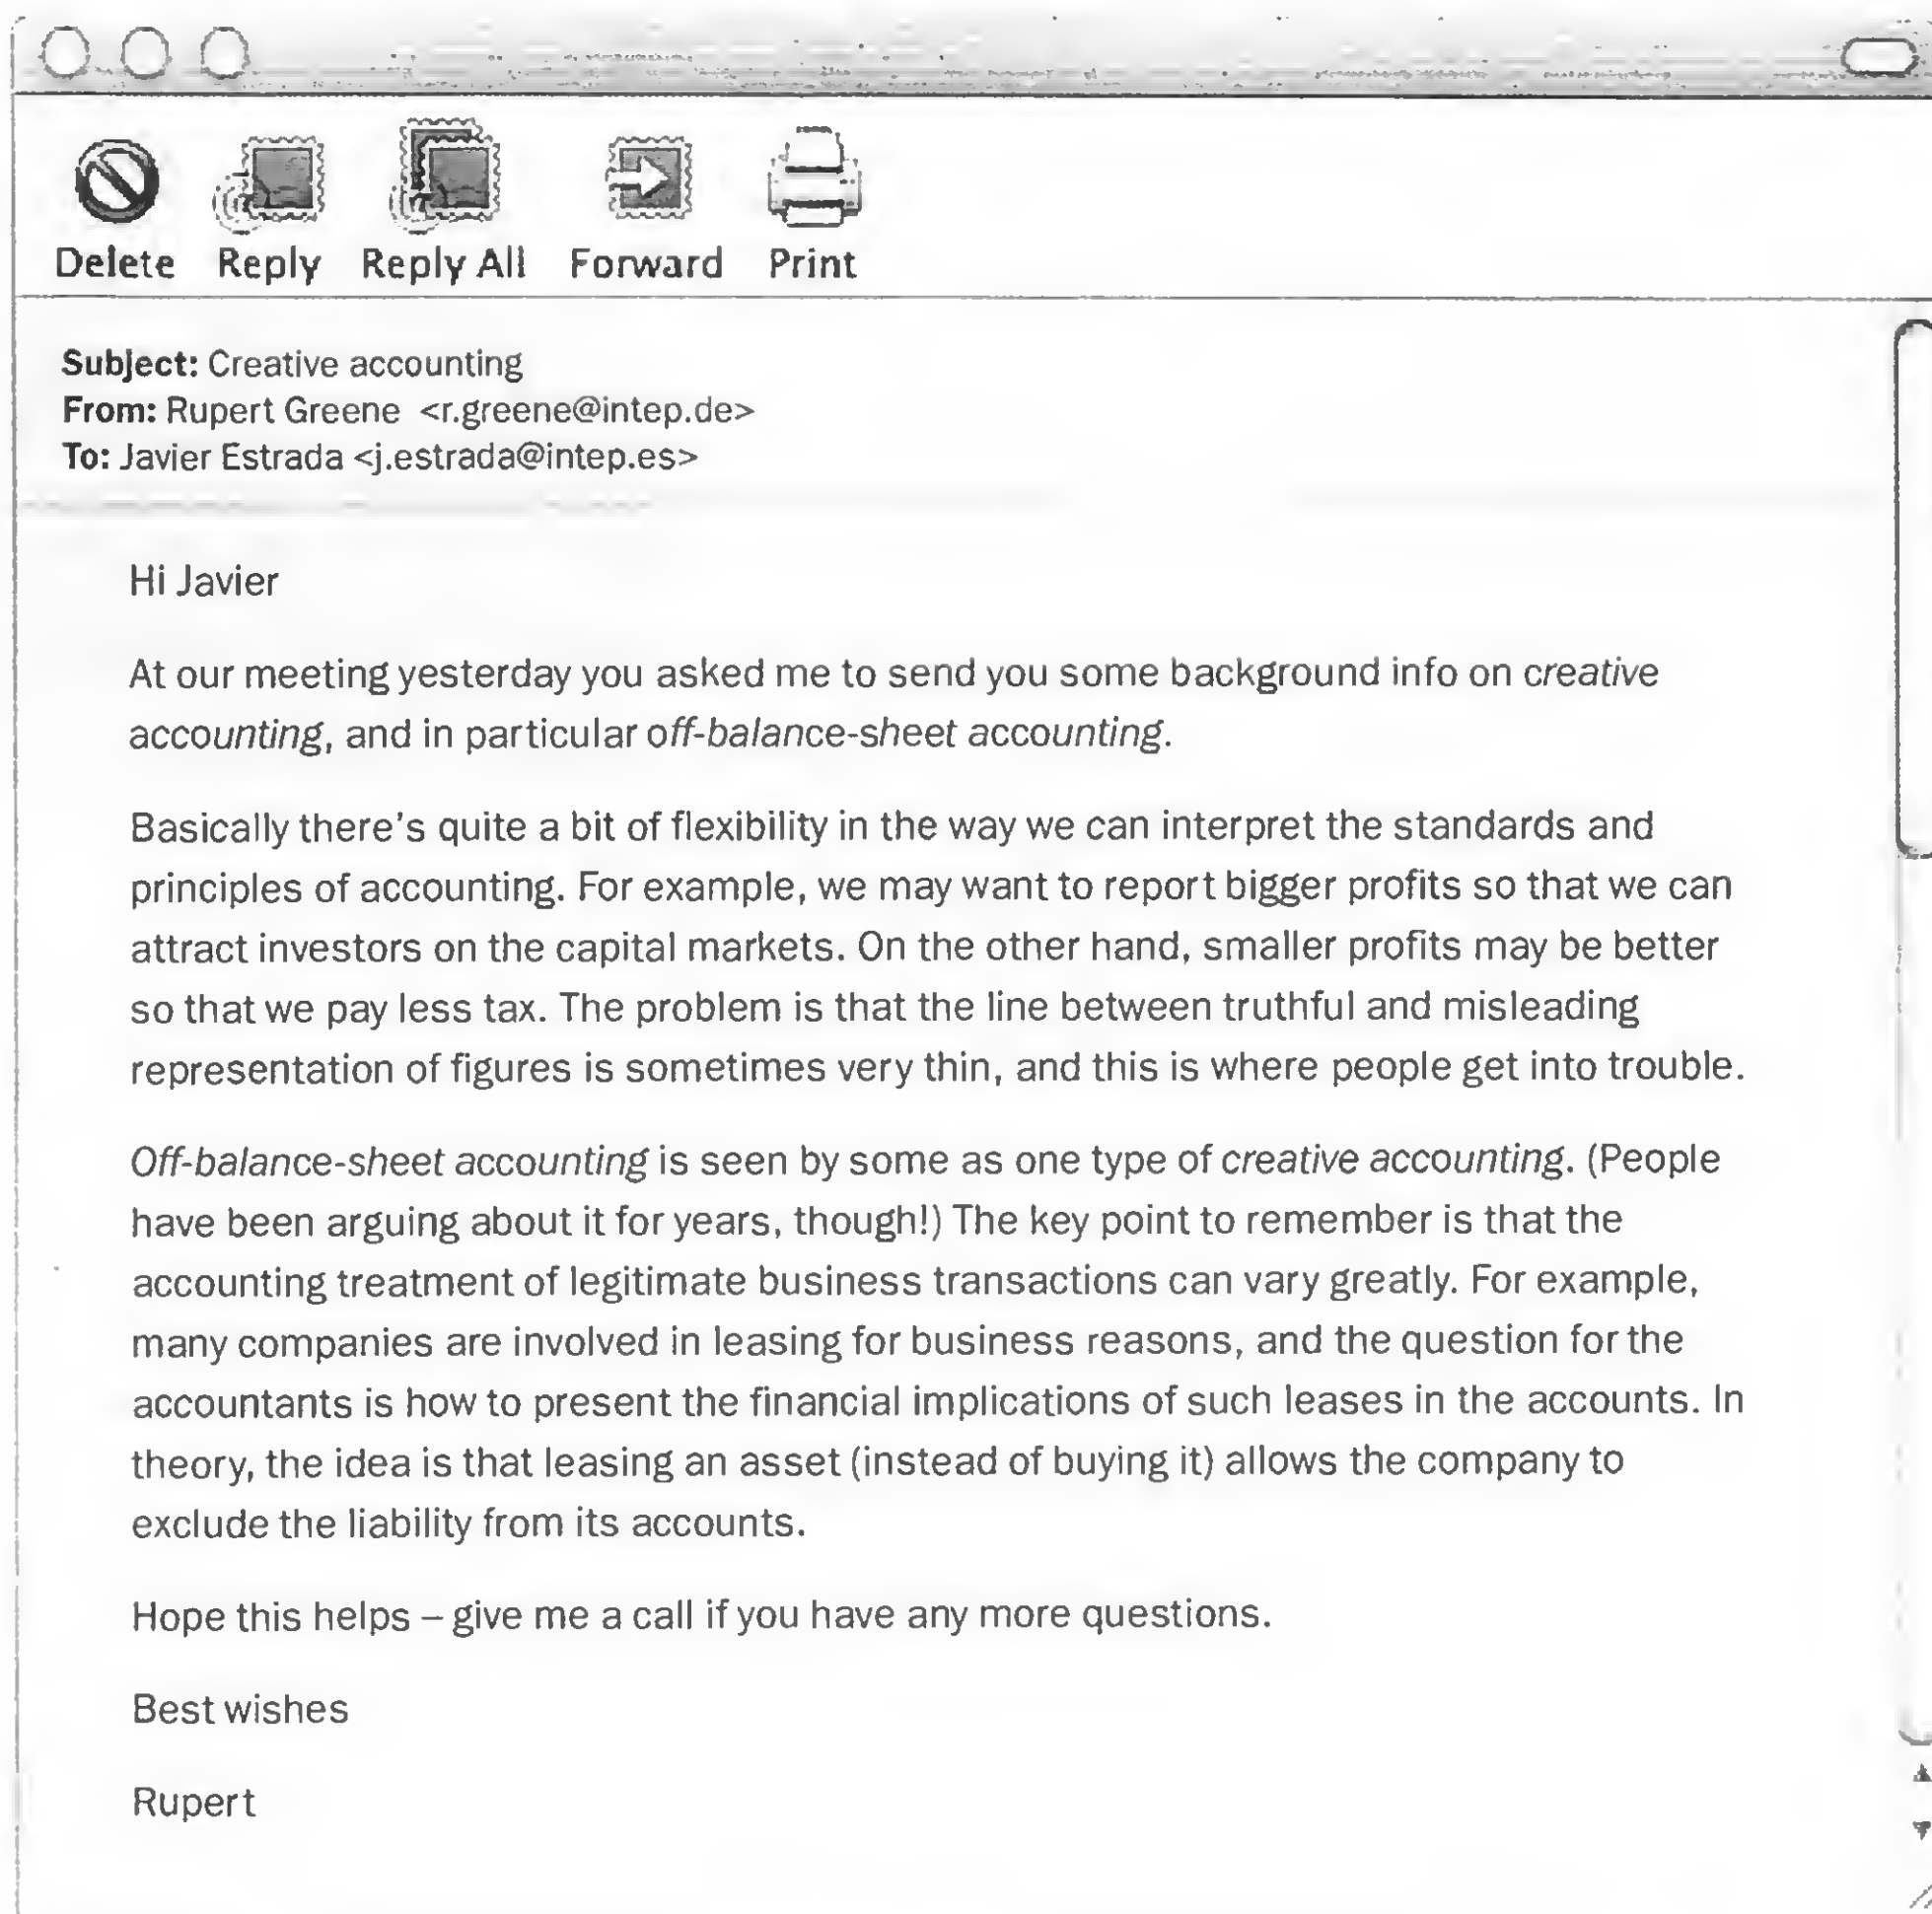 Delete Reply Reply All Forward Print
Subject: Creative accounting
From: Rupert Greene <r.greene@intep.de>
To: Javier Estrada <j.estrada@intep.es>
Hi Javier
At our meeting yesterday you asked me to send you some background info on creative
accounting, and in particular off-balance-sheet accounting.
Basically there's quite a bit of flexibility in the way we can interpret the standards and
principles of accounting. For example, we may want to report bigger profits so that we can
attract investors on the capital markets. On the other hand, smaller profits may be better
so that we pay less tax. The problem is that the line between truthful and misleading
representation of figures is sometimes very thin, and this is where people get into trouble.
Off-balance-sheet accounting is seen by some as one type of creative accounting. (People
have been arguing about it for years, though!) The key point to remember is that the
accounting treatment of legitimate business transactions can vary greatly. For example,
many companies are involved in leasing for business reasons, and the question for the
accountants is how to present the financial implications of such leases in the accounts. In
theory, the idea is that leasing an asset (instead of buying it) allows the company to
exclude the liability from its accounts.
Hope this helps – give me a call if you have any more questions.
Best wishes
Rupert